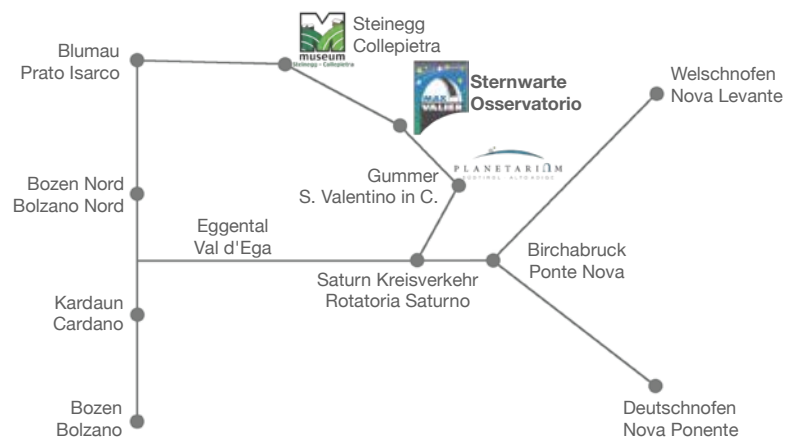 Steinegg
Collepietra
museum
Steinegg - Collepietra
Blumau
Prato Isarco
MAX
VALIER
Sternwarte
Osservatorio
Welschnofen
Nova Levante
PLANETARIUM
SÜDTIROL - ALTO ADIGE
Gummer
S. Valentino in C.
Bozen Nord
Bolzano Nord
Eggental
Val d'Ega
Birchabruck
Ponte Nova
Saturn Kreisverkehr
Rotatoria Saturno
Kardaun
Cardano
Bozen
Bolzano
Deutschnofen
Nova Ponente